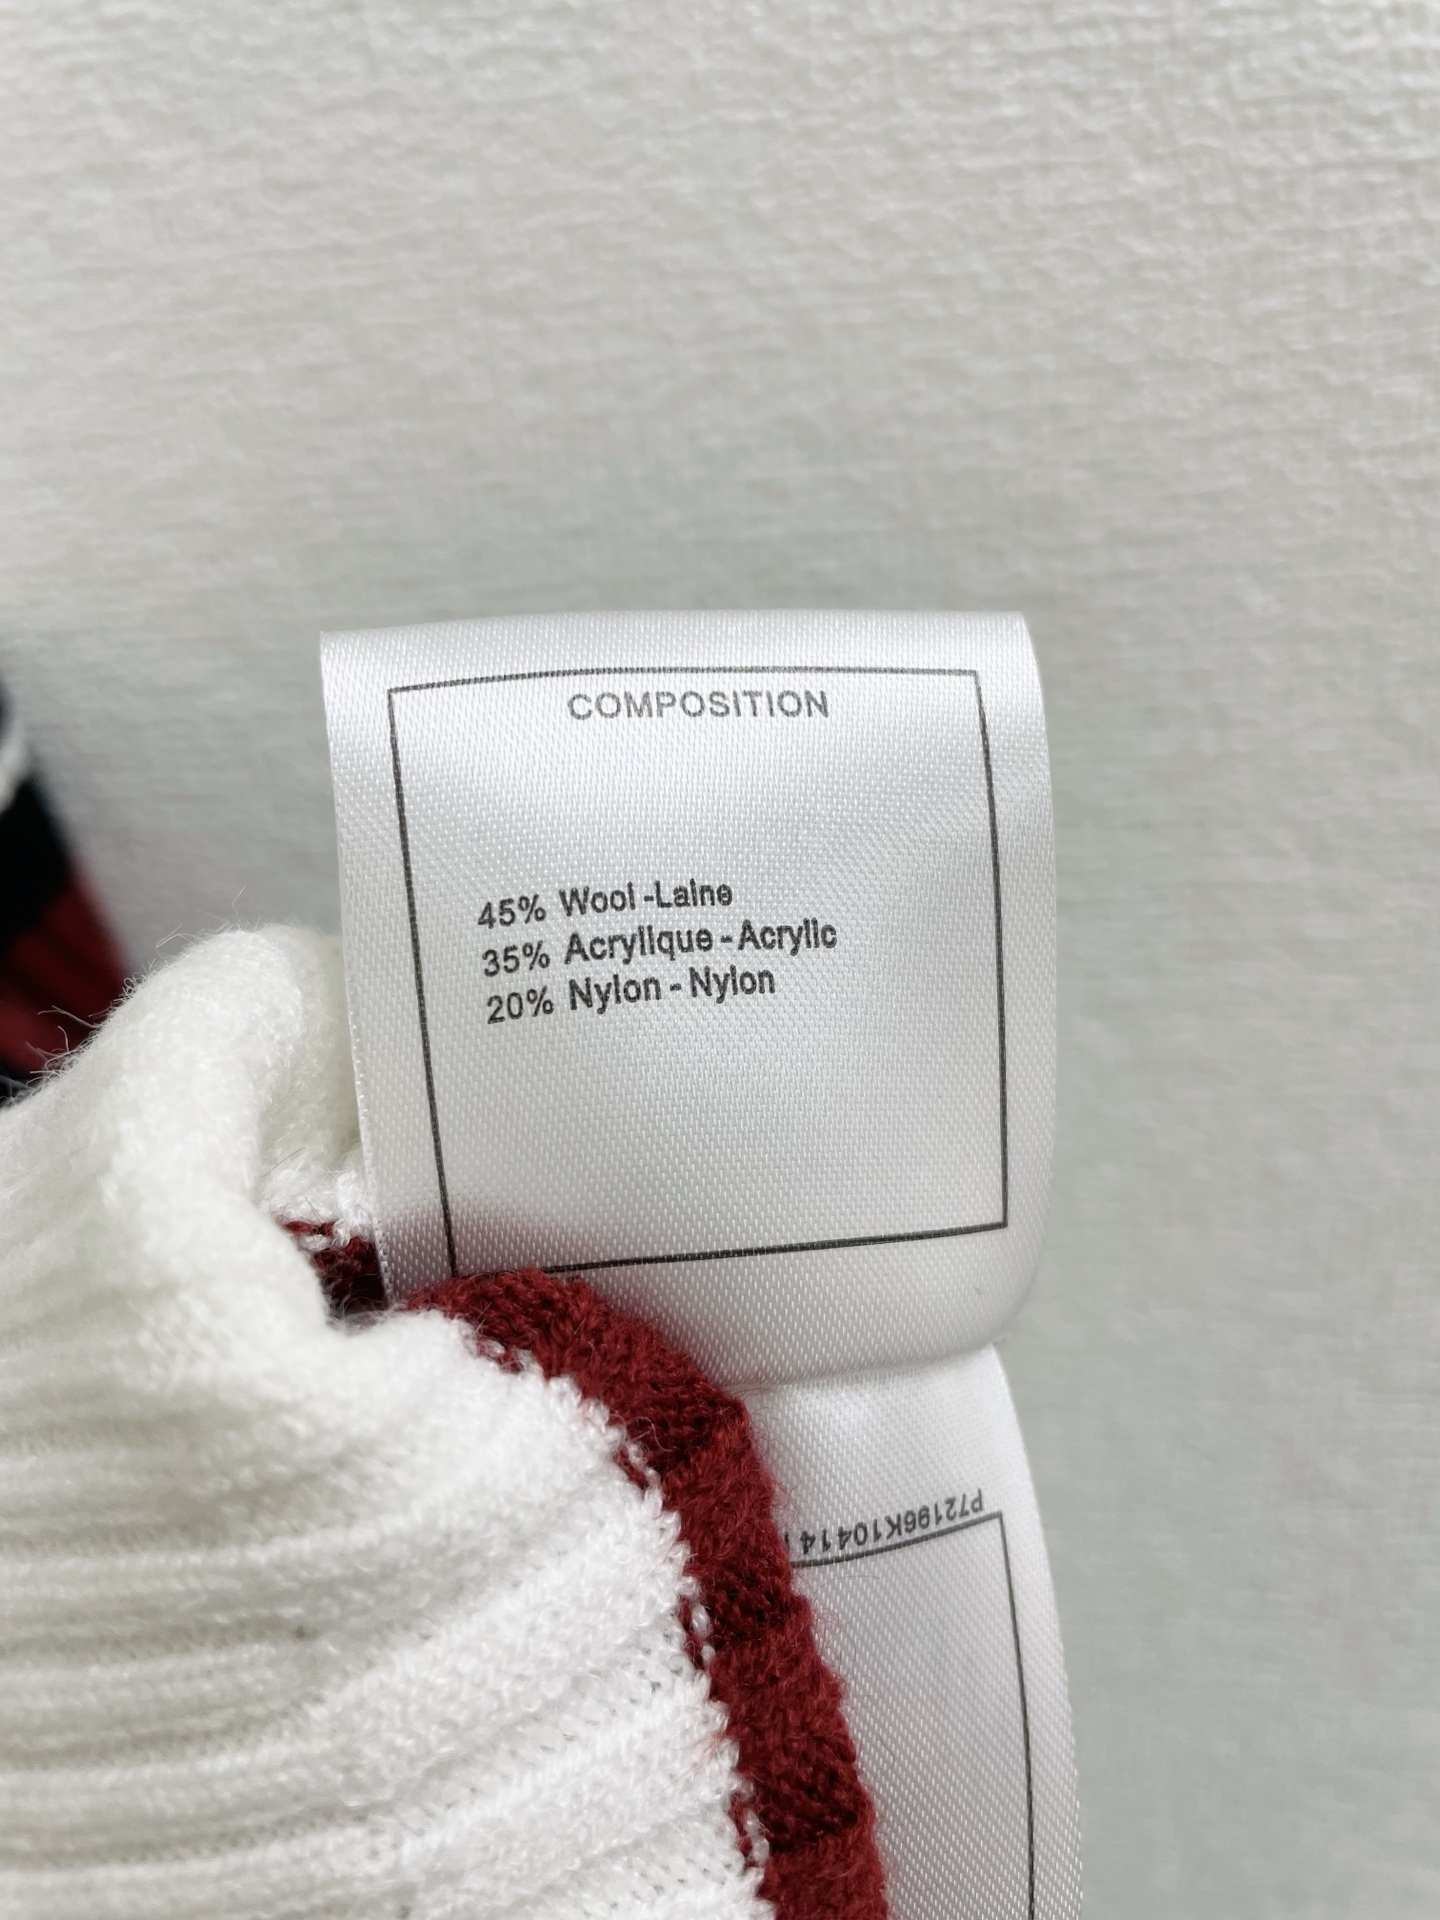 COMPOSITION
45% Wool -Laine
35% Acrylique - Acrylic
20% Nylon - Nylon
P72196K10414